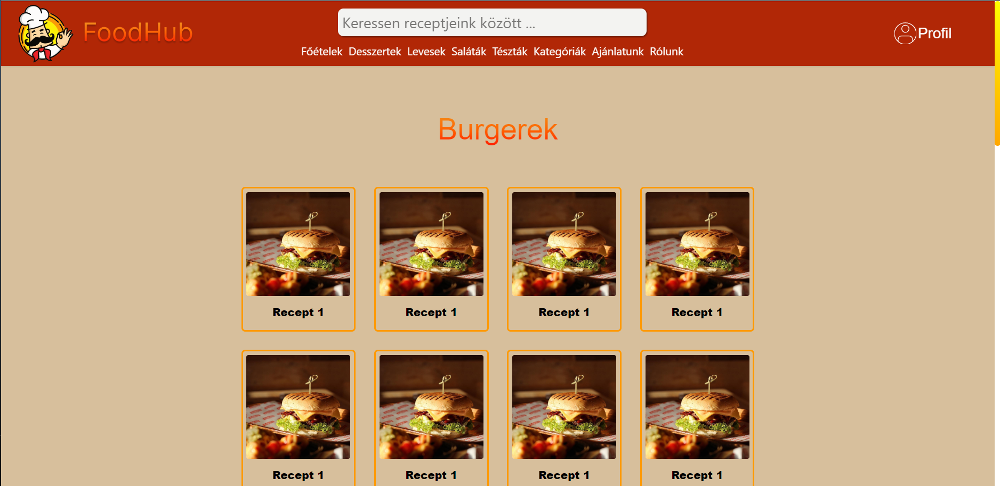 FoodHub
Keressen receptjeink között ...
Főételek Desszertek Levesek Saláták Tészták Kategóriák Ajánlatunk Rólunk
Profil
Burgerek
Recept 1 Recept 1 Recept 1 Recept 1
Recept 1 Recept 1 Recept 1 Recept 1